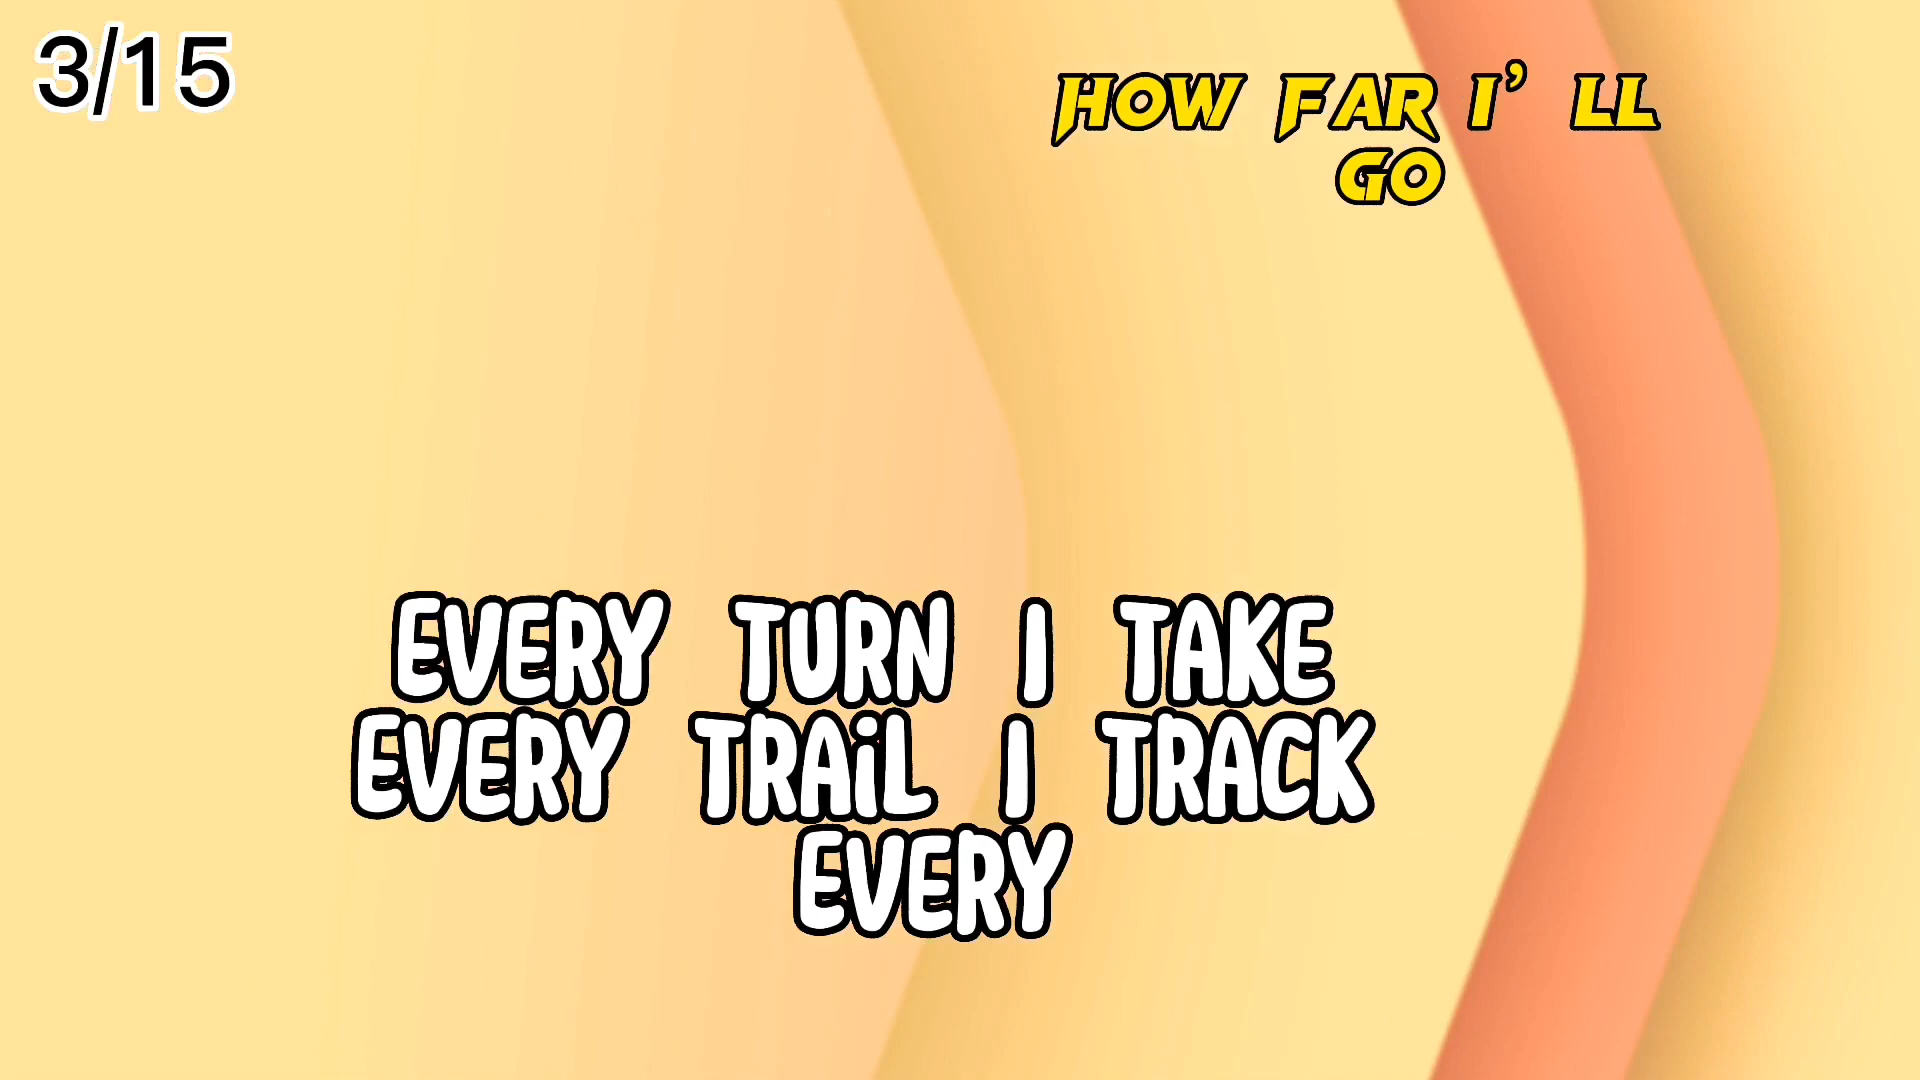 3/15
HOW FAR I'LL
GO
EVERY TURN I TAKE
EVERY TRAIL I TRACK
EVERY